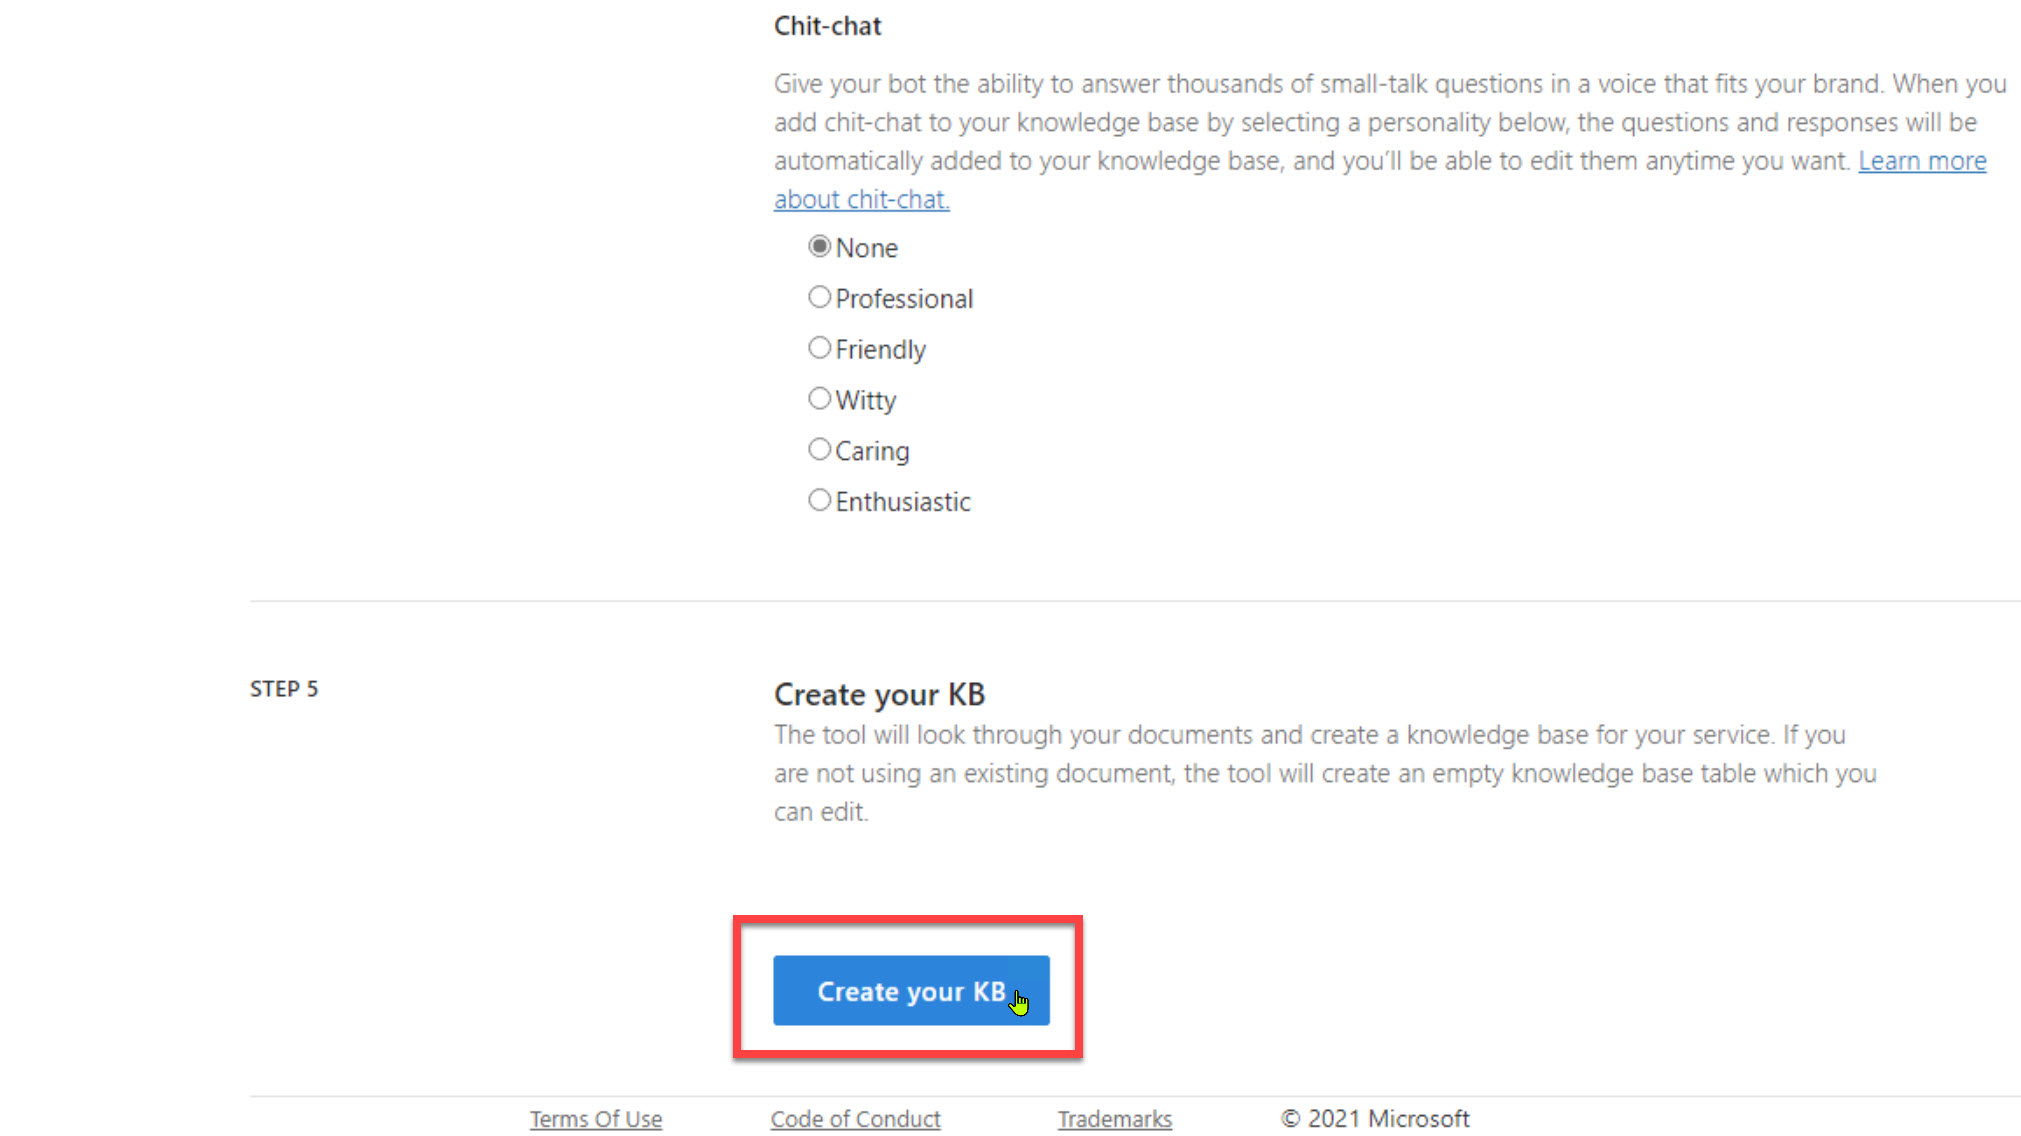 Chit-chat
Give your bot the ability to answer thousands of small-talk questions in a voice that fits your brand. When you
add chit-chat to your knowledge base by selecting a personality below, the questions and responses will be
automatically added to your knowledge base, and you’ll be able to edit them anytime you want. Learn more
about chit-chat.
None
Professional
Friendly
Witty
Caring
Enthusiastic
STEP 5
Create your KB
The tool will look through your documents and create a knowledge base for your service. If you
are not using an existing document, the tool will create an empty knowledge base table which you
can edit.
Create your KB
Terms Of Use Code of Conduct Trademarks © 2021 Microsoft